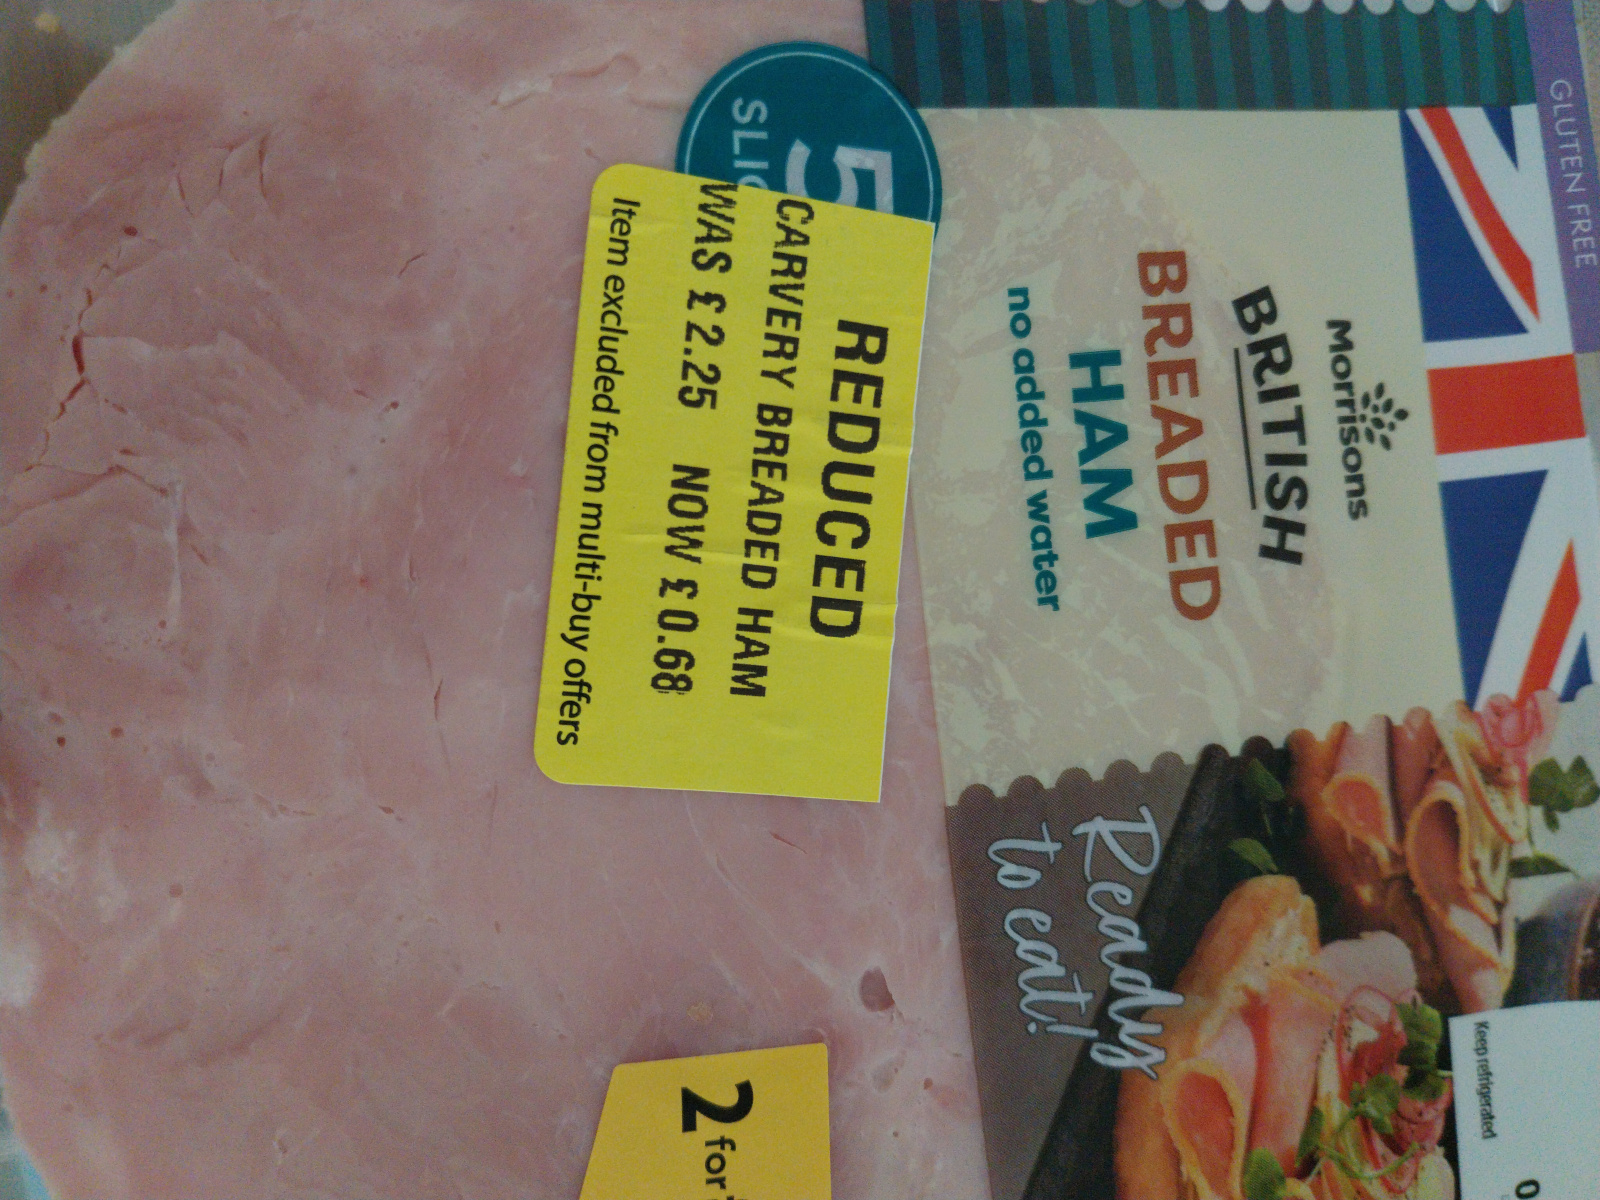 GLUTEN FREE
Morrisons
BRITISH
BREADED
HAM
no added water
5
REDUCED
CARVERY BREADED HAM
WAS £2.25 NOW £0.68
Item excluded from multi-buy offers
Ready
to eat!
Keep refrigerated
2 for